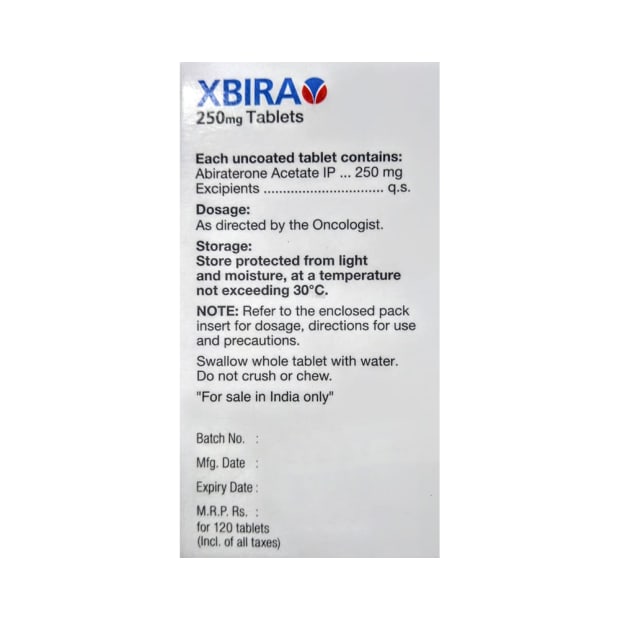 XBIRA
250mg Tablets
Each uncoated tablet contains:
Abiraterone Acetate IP ... 250 mg
Excipients ............................... q.s.
Dosage:
As directed by the Oncologist.
Storage:
Store protected from light
and moisture, at a temperature
not exceeding 30°C.
NOTE: Refer to the enclosed pack
insert for dosage, directions for use
and precautions.
Swallow whole tablet with water.
Do not crush or chew.
"For sale in India only"
Batch No. :
Mfg. Date :
Expiry Date :
M.R.P. Rs. :
for 120 tablets
(Incl. of all taxes)